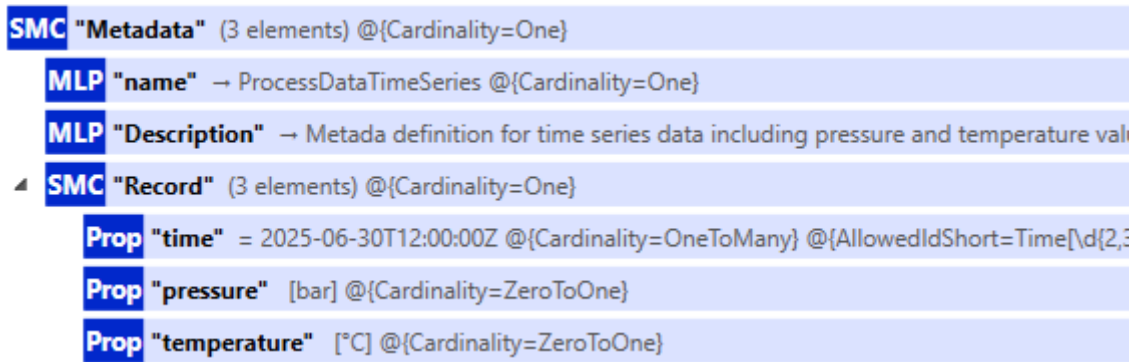 SMC "Metadata" (3 elements) @{Cardinality=One}
MLP "name" → ProcessDataTimeSeries @{Cardinality=One}
MLP "Description" → Metada definition for time series data including pressure and temperature
SMC "Record" (3 elements) @{Cardinality=One}
Prop "time" = 2025-06-30T12:00:00Z @{Cardinality=OneToMany} @{AllowedIdShort=Time[\d{2,3
Prop "pressure" [bar] @{Cardinality=ZeroToOne}
Prop "temperature" [°C] @{Cardinality=ZeroToOne}